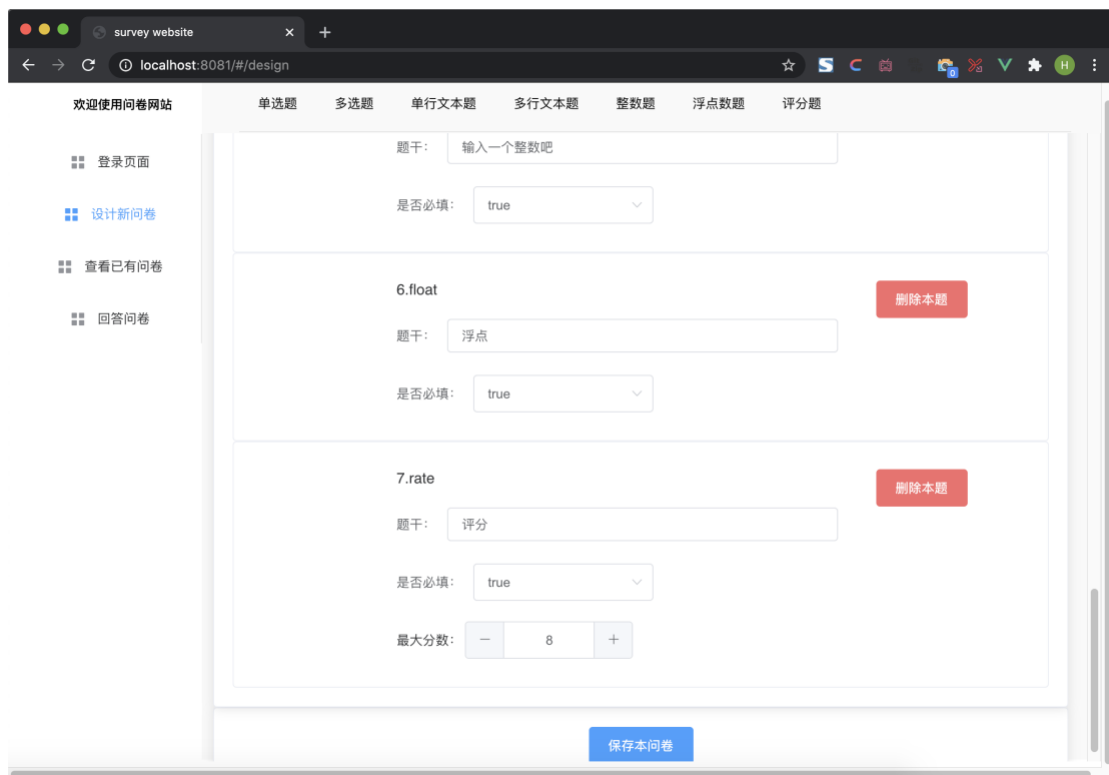 survey website
localhost:8081/#/design
欢迎使用问卷网站
单选题 多选题 单行文本题 多行文本题 整数题 浮点数题 评分题
登录页面
设计新问卷
查看已有问卷
回答问卷
题干： 输入一个整数吧
是否必填： true
6.float
删除本题
题干： 浮点
是否必填： true
7.rate
删除本题
题干： 评分
是否必填： true
最大分数： 8
保存本问卷